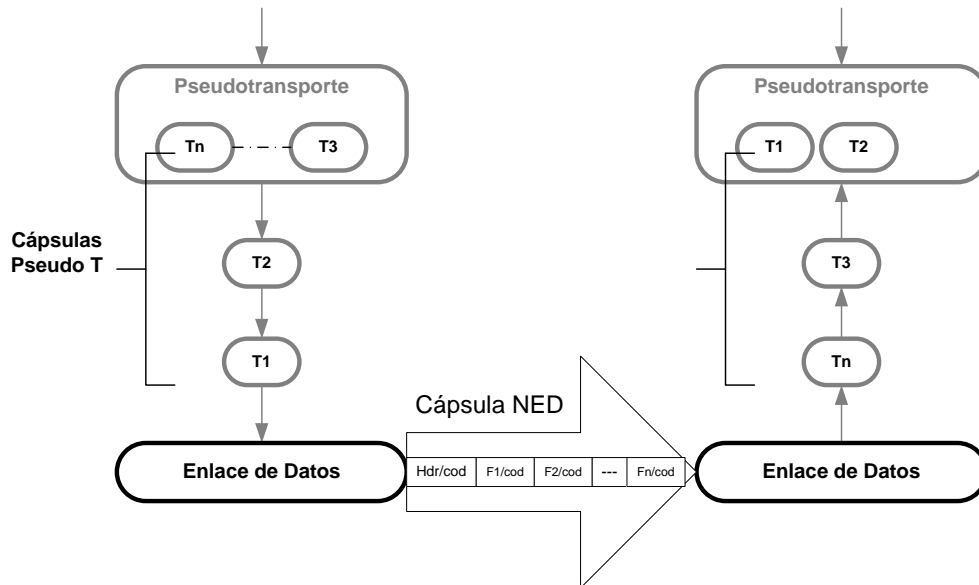 Pseudotransporte
Pseudotransporte
Tn
T3
T1
T2
Cápsulas
Pseudo T
T2
T3
T1
Tn
Cápsula NED
Enlace de Datos
Hdr/cod
F1/cod
F2/cod
---
Fn/cod
Enlace de Datos